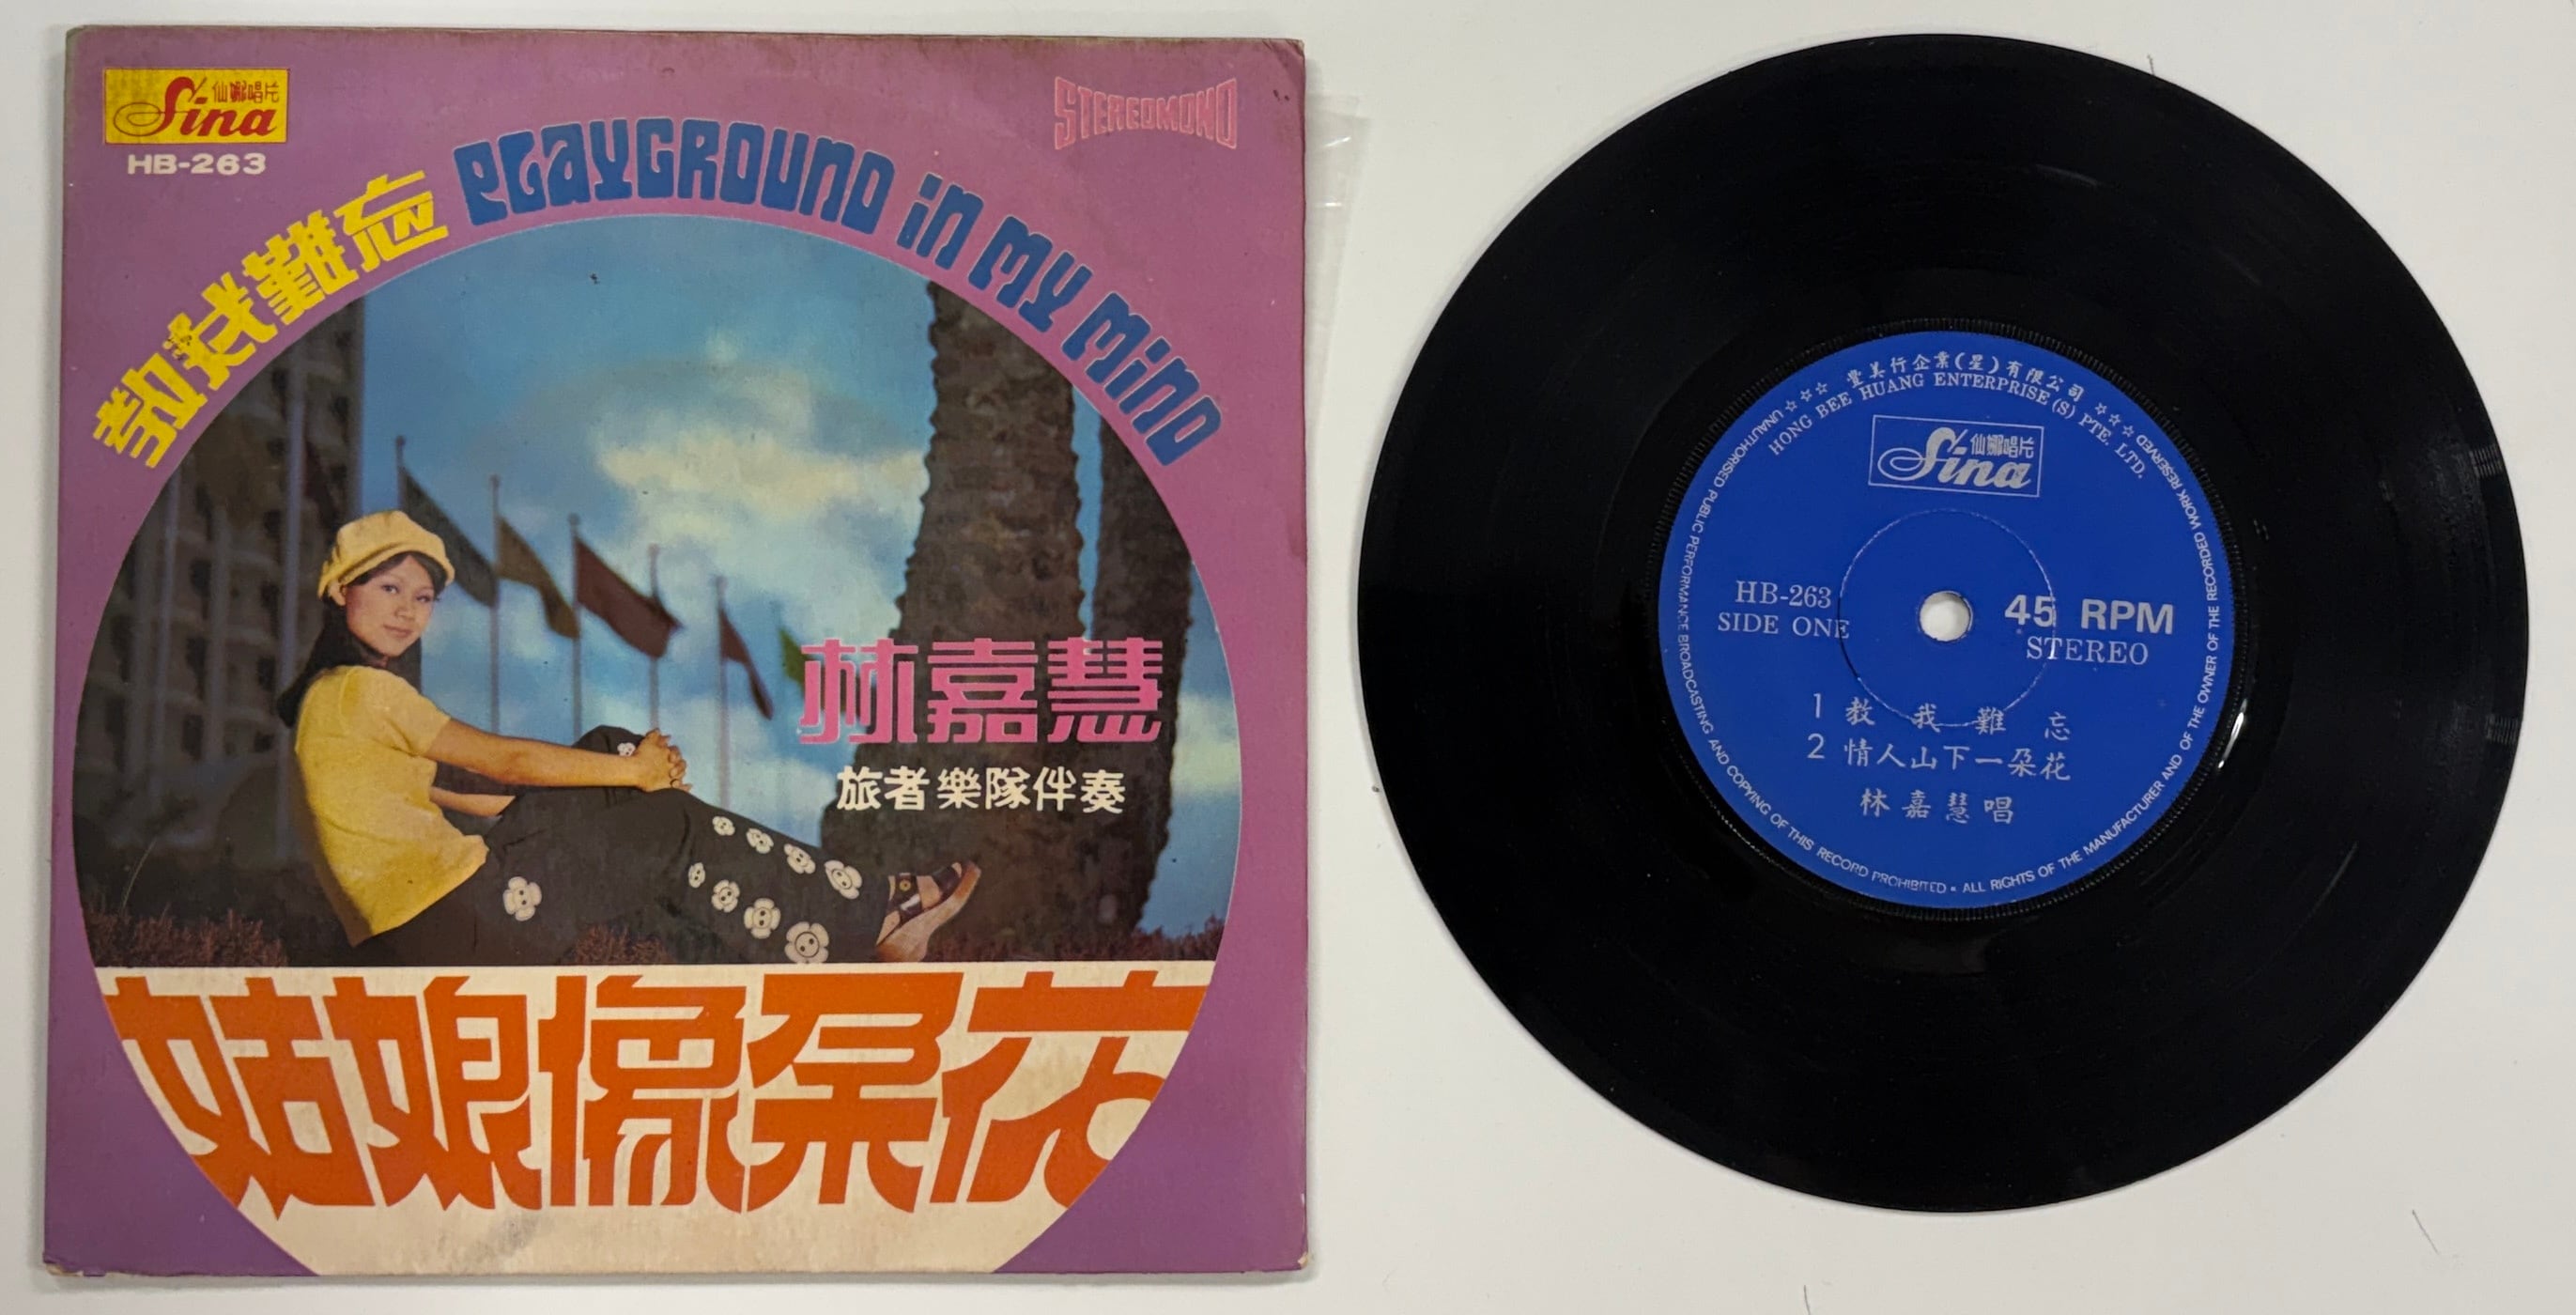 仙娜唱片
Sina
HB-263
STEREOMONO
教我難忘
PLAYGROUND in MY MIND
林嘉慧
旅者樂隊伴奏
姑娘像朵花
豐美行企業(星)有限公司
HONG BEE HUANG ENTERPRISE (S) PTE. LTD.
仙娜唱片
Sina
HB-263
SIDE ONE
45 RPM
STEREO
1 教我難忘
2 情人山下一朵花
林嘉慧唱
UNAUTHORISED PUBLIC PERFORMANCE BROADCASTING AND COPYING OF THIS RECORD PROHIBITED • ALL RIGHTS OF THE MANUFACTURER AND OF THE OWNER OF THE RECORDED WORK RESERVED